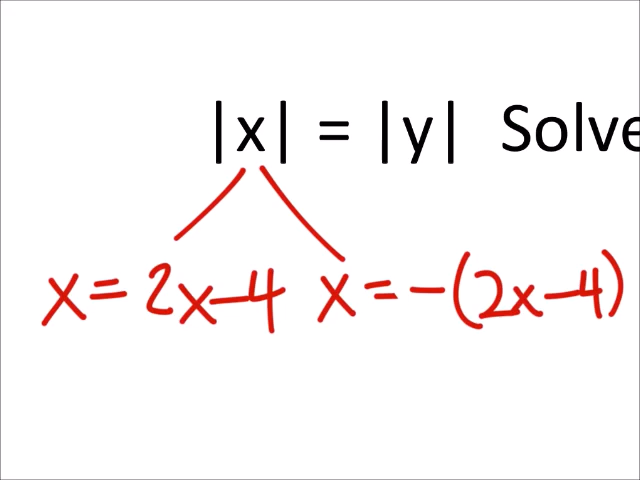 |x| = |y| Solve
x = 2x-4 x = -(2x-4)